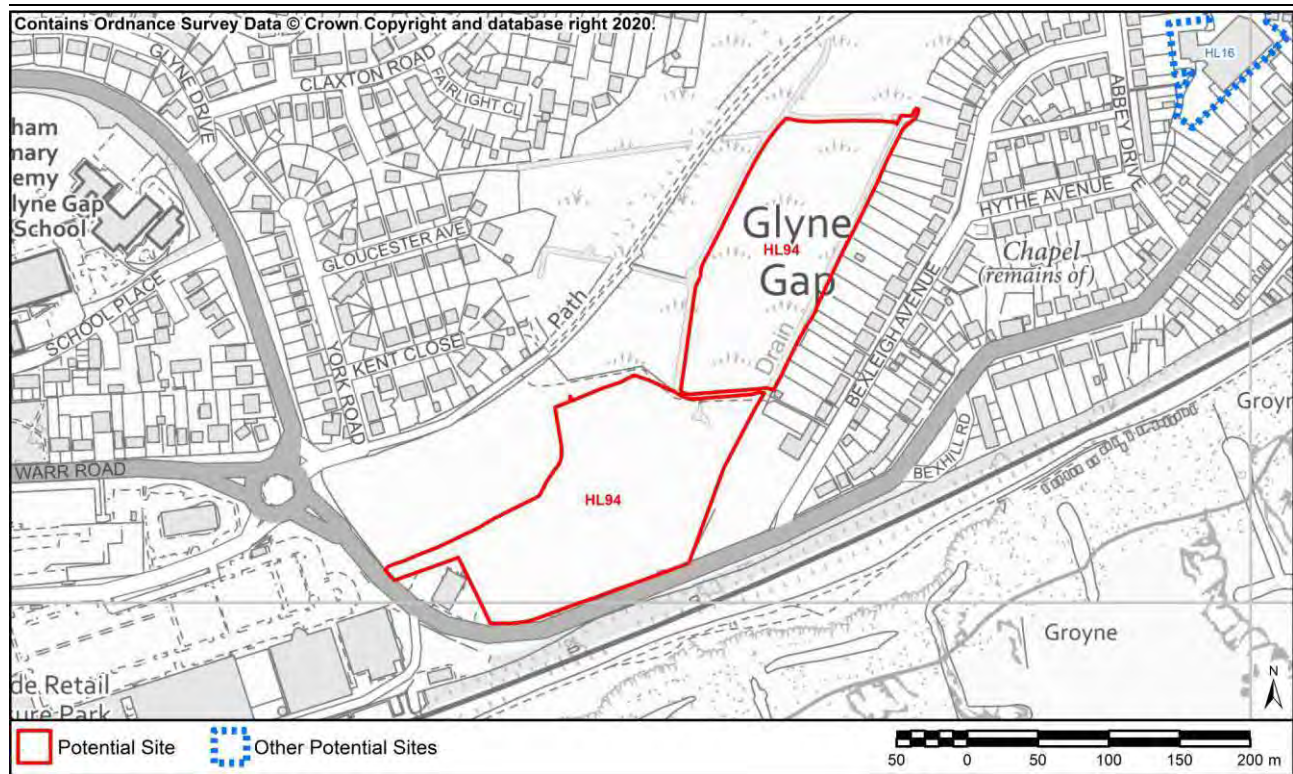 Contains Ordnance Survey Data © Crown Copyright and database right 2020.
GLYNE DRIVE
CLAXTON ROAD
FAIRLIGHT CL
ABBEY DRIVE
HL16
ham
mary
emy
lyne Gap
School
GLOUCESTER AVE
SCHOOL PLACE
YORK ROAD
KENT CLOSE
Path
Glyne
HL94
Gap
Drain
HYTHE AVENUE
Chapel
(remains of)
BEXLEIGH AVENUE
BEXHILL RD
Groyn
WARR ROAD
HL94
Groyne
de Retail
ure Park
N
Potential Site
Other Potential Sites
50 0 50 100 150 200 m